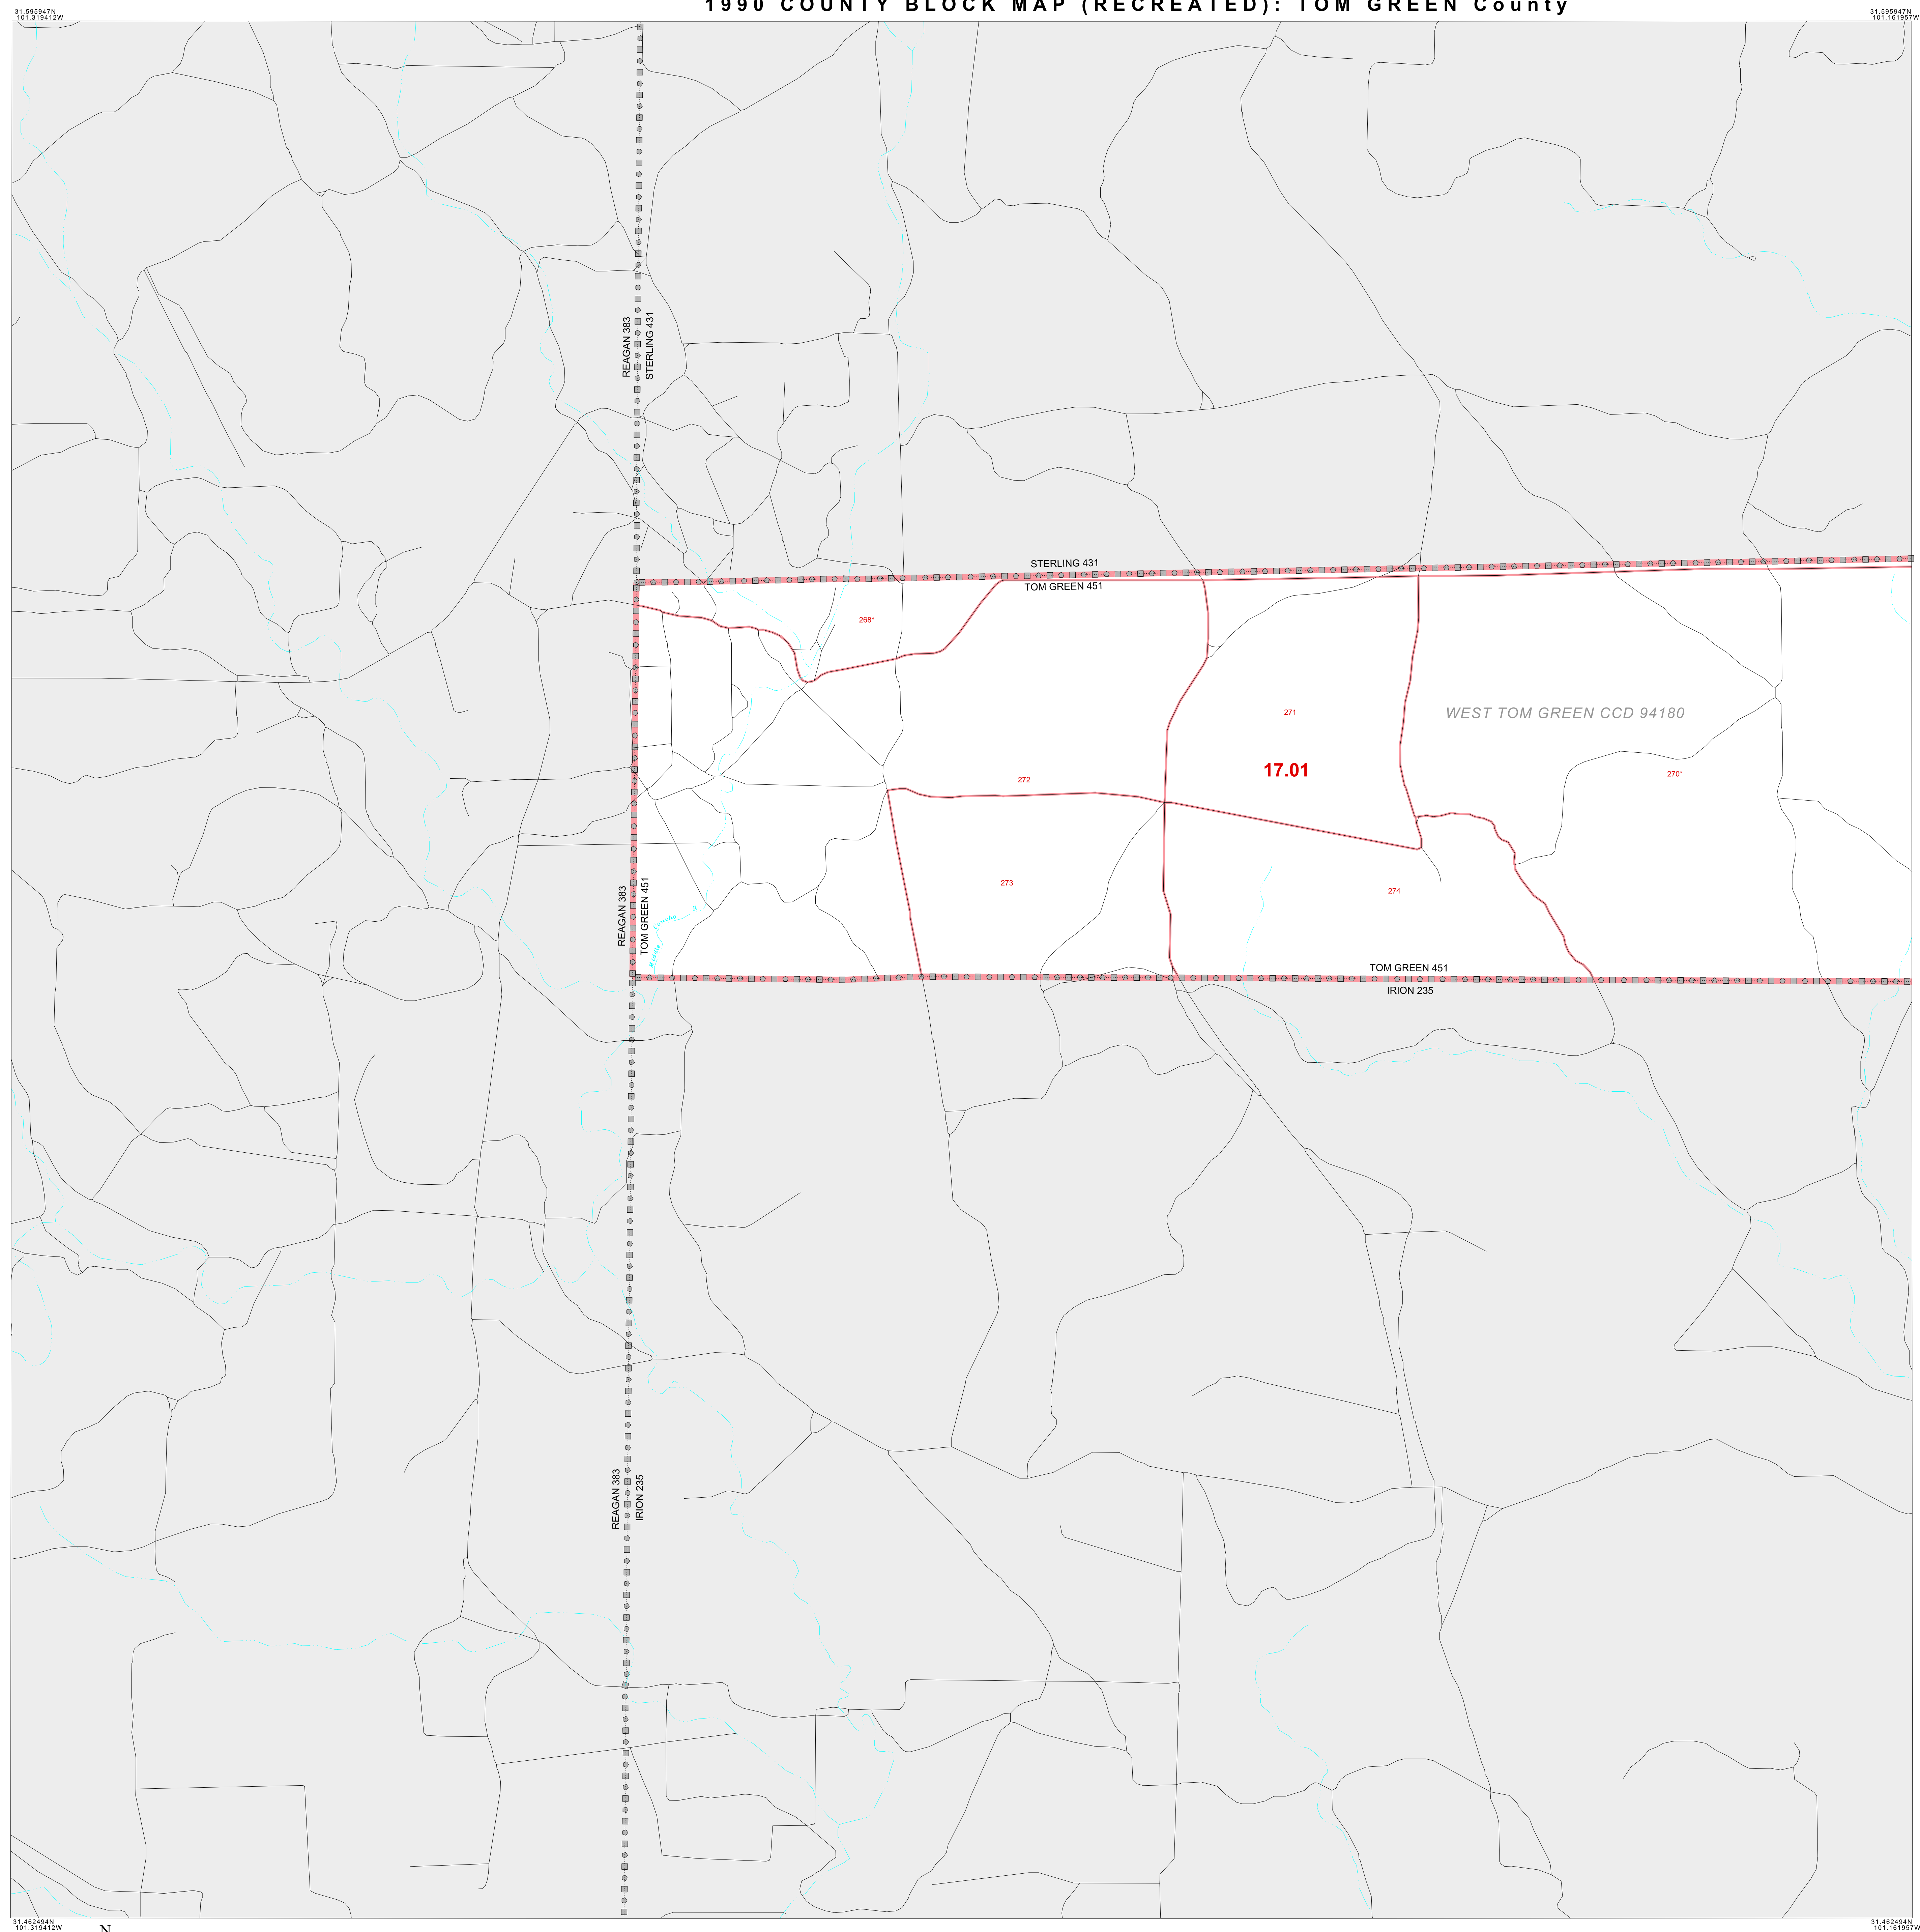 1990 COUNTY BLOCK MAP (RECREATED): TOM GREEN County
31.595947N
101.319412W
31.595947N
101.161957W
REAGAN 383
STERLING 431
STERLING 431
TOM GREEN 451
268*
271
WEST TOM GREEN CCD 94180
17.01
272
270*
273
274
REAGAN 383
TOM GREEN 451
Middle Concho R
TOM GREEN 451
IRION 235
REAGAN 383
IRION 235
31.462494N
101.319412W
N
31.462494N
101.161957W